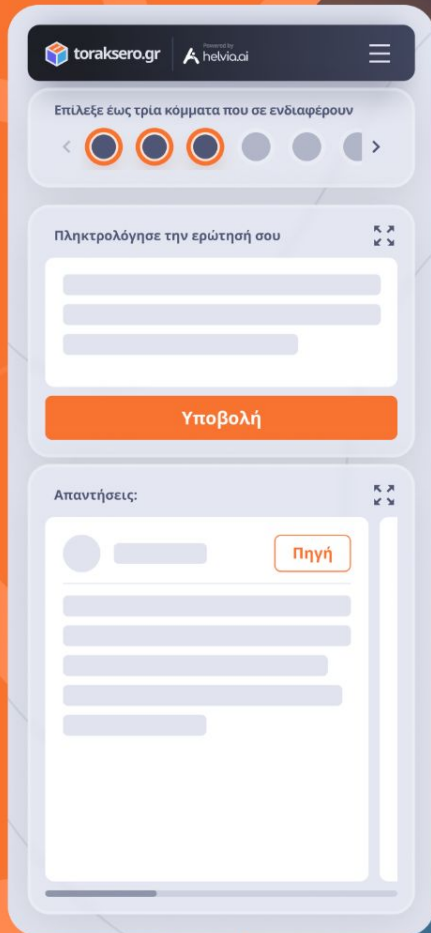 toraksero.gr
Powered by
helvia.ai
Επίλεξε έως τρία κόμματα που σε ενδιαφέρουν
Πληκτρολόγησε την ερώτησή σου
Υποβολή
Απαντήσεις:
Πηγή